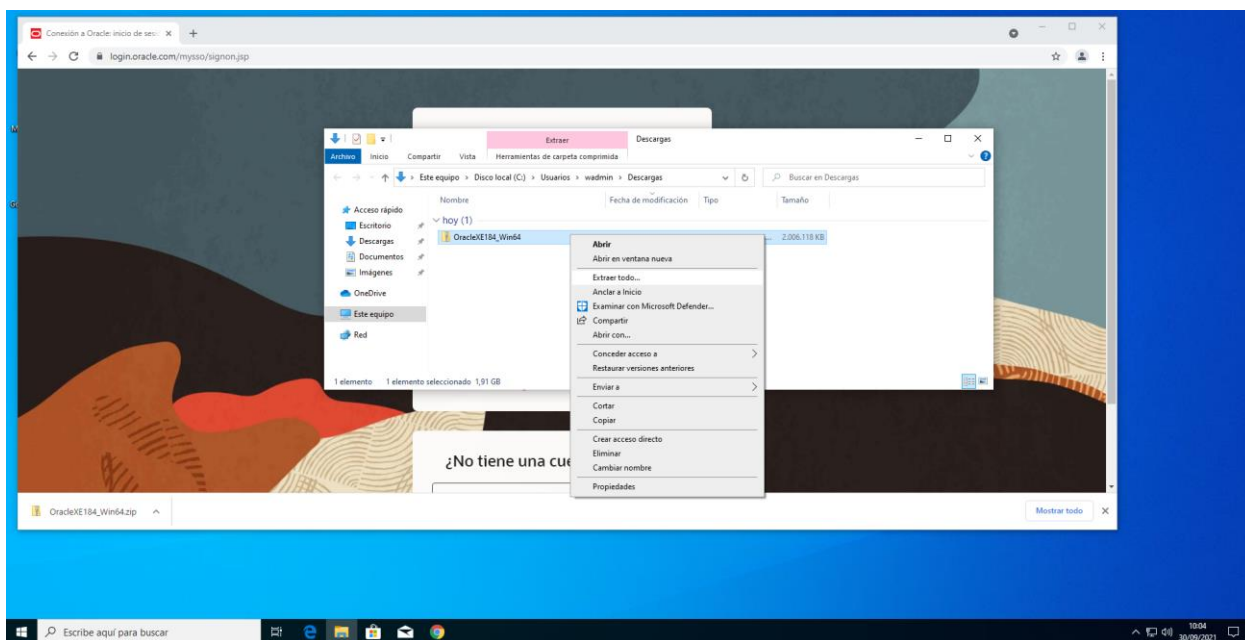 Conexión a Oracle: inicio de ses
login.oracle.com/mysso/signon.jsp
Extraer
Descargas
Archivo Inicio Compartir Vista Herramientas de carpeta comprimida
Este equipo › Disco local (C:) › Usuarios › wadmin › Descargas
Buscar en Descargas
Nombre Fecha de modificación Tipo Tamaño
hoy (1)
OracleXE184_Win64 ... 2.006.118 KB
Acceso rápido
Escritorio
Descargas
Documentos
Imágenes
OneDrive
Este equipo
Red
Abrir
Abrir en ventana nueva
Extraer todo...
Anclar a Inicio
Examinar con Microsoft Defender...
Compartir
Abrir con...
Conceder acceso a
Restaurar versiones anteriores
Enviar a
Cortar
Copiar
Crear acceso directo
Eliminar
Cambiar nombre
Propiedades
1 elemento 1 elemento seleccionado 1,91 GB
¿No tiene una cue
OracleXE184_Win64.zip
Mostrar todo
Escribe aquí para buscar
10:04
30/09/2021